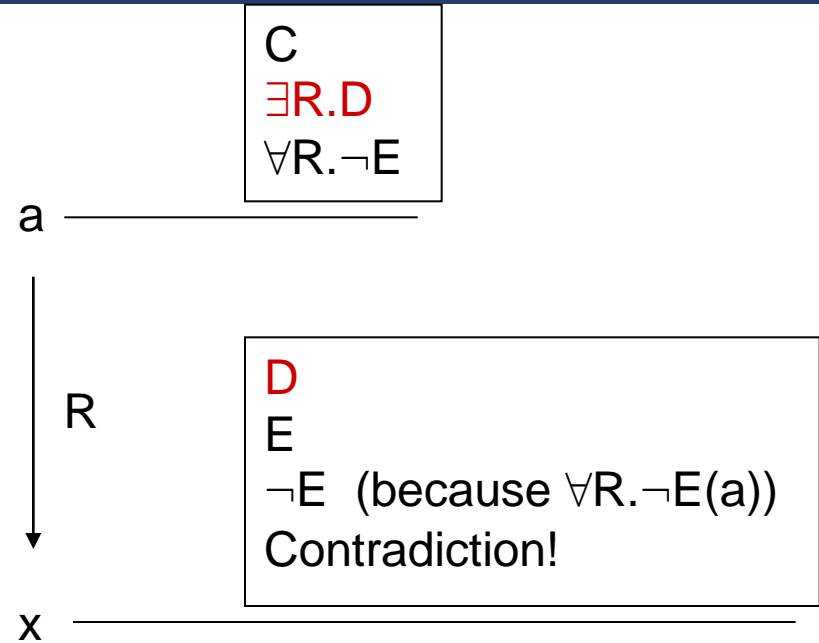 C
∃R.D
∀R.¬E
a
R
D
E
¬E (because ∀R.¬E(a))
Contradiction!
x